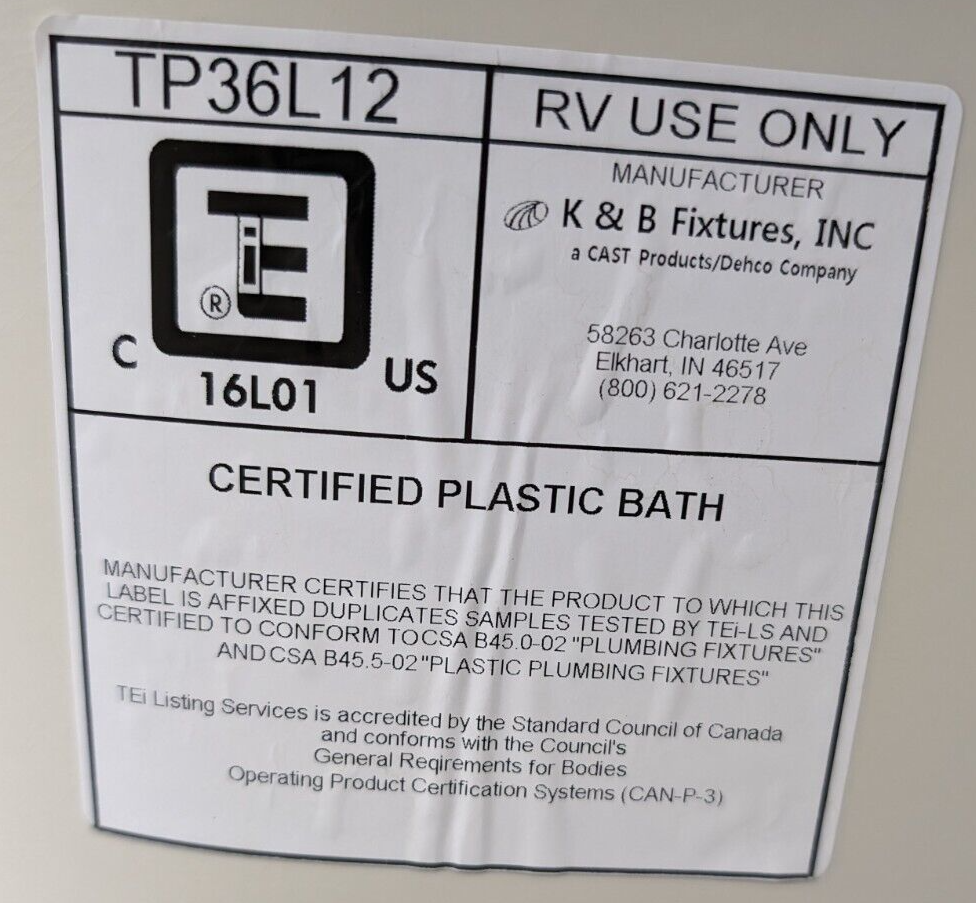 TP36L12
RV USE ONLY
TEi
®
C
US
16L01
MANUFACTURER
K & B Fixtures, INC
a CAST Products/Dehco Company
58263 Charlotte Ave
Elkhart, IN 46517
(800) 621-2278
CERTIFIED PLASTIC BATH
MANUFACTURER CERTIFIES THAT THE PRODUCT TO WHICH THIS
LABEL IS AFFIXED DUPLICATES SAMPLES TESTED BY TEi-LS AND
CERTIFIED TO CONFORM TO CSA B45.0-02 "PLUMBING FIXTURES"
AND CSA B45.5-02 "PLASTIC PLUMBING FIXTURES"
TEi Listing Services is accredited by the Standard Council of Canada
and conforms with the Council's
General Reqirements for Bodies
Operating Product Certification Systems (CAN-P-3)